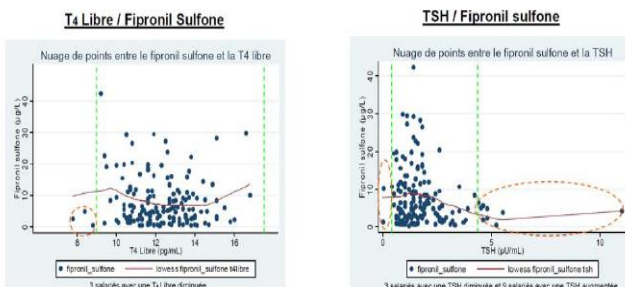 T4 Libre / Fipronil Sulfone
Nuage de points entre le fipronil sulfone et la T4 libre
Fipronil sulfone (µg/L)
40
30
20
10
0
8
10
12
14
16
18
T4 Libre (pg/mL)
fipronil_sulfone
lowess fipronil_sulfone t4libre
3 salariés avec une T4 Libre diminuée
TSH / Fipronil sulfone
Nuage de points entre le fipronil sulfone et la TSH
Fipronil sulfone (µg/L)
40
30
20
10
0
0
5
10
TSH (µU/mL)
fipronil_sulfone
lowess fipronil_sulfone tsh
3 salariés avec une TSH diminuée et 9 salariés avec une TSH augmentée